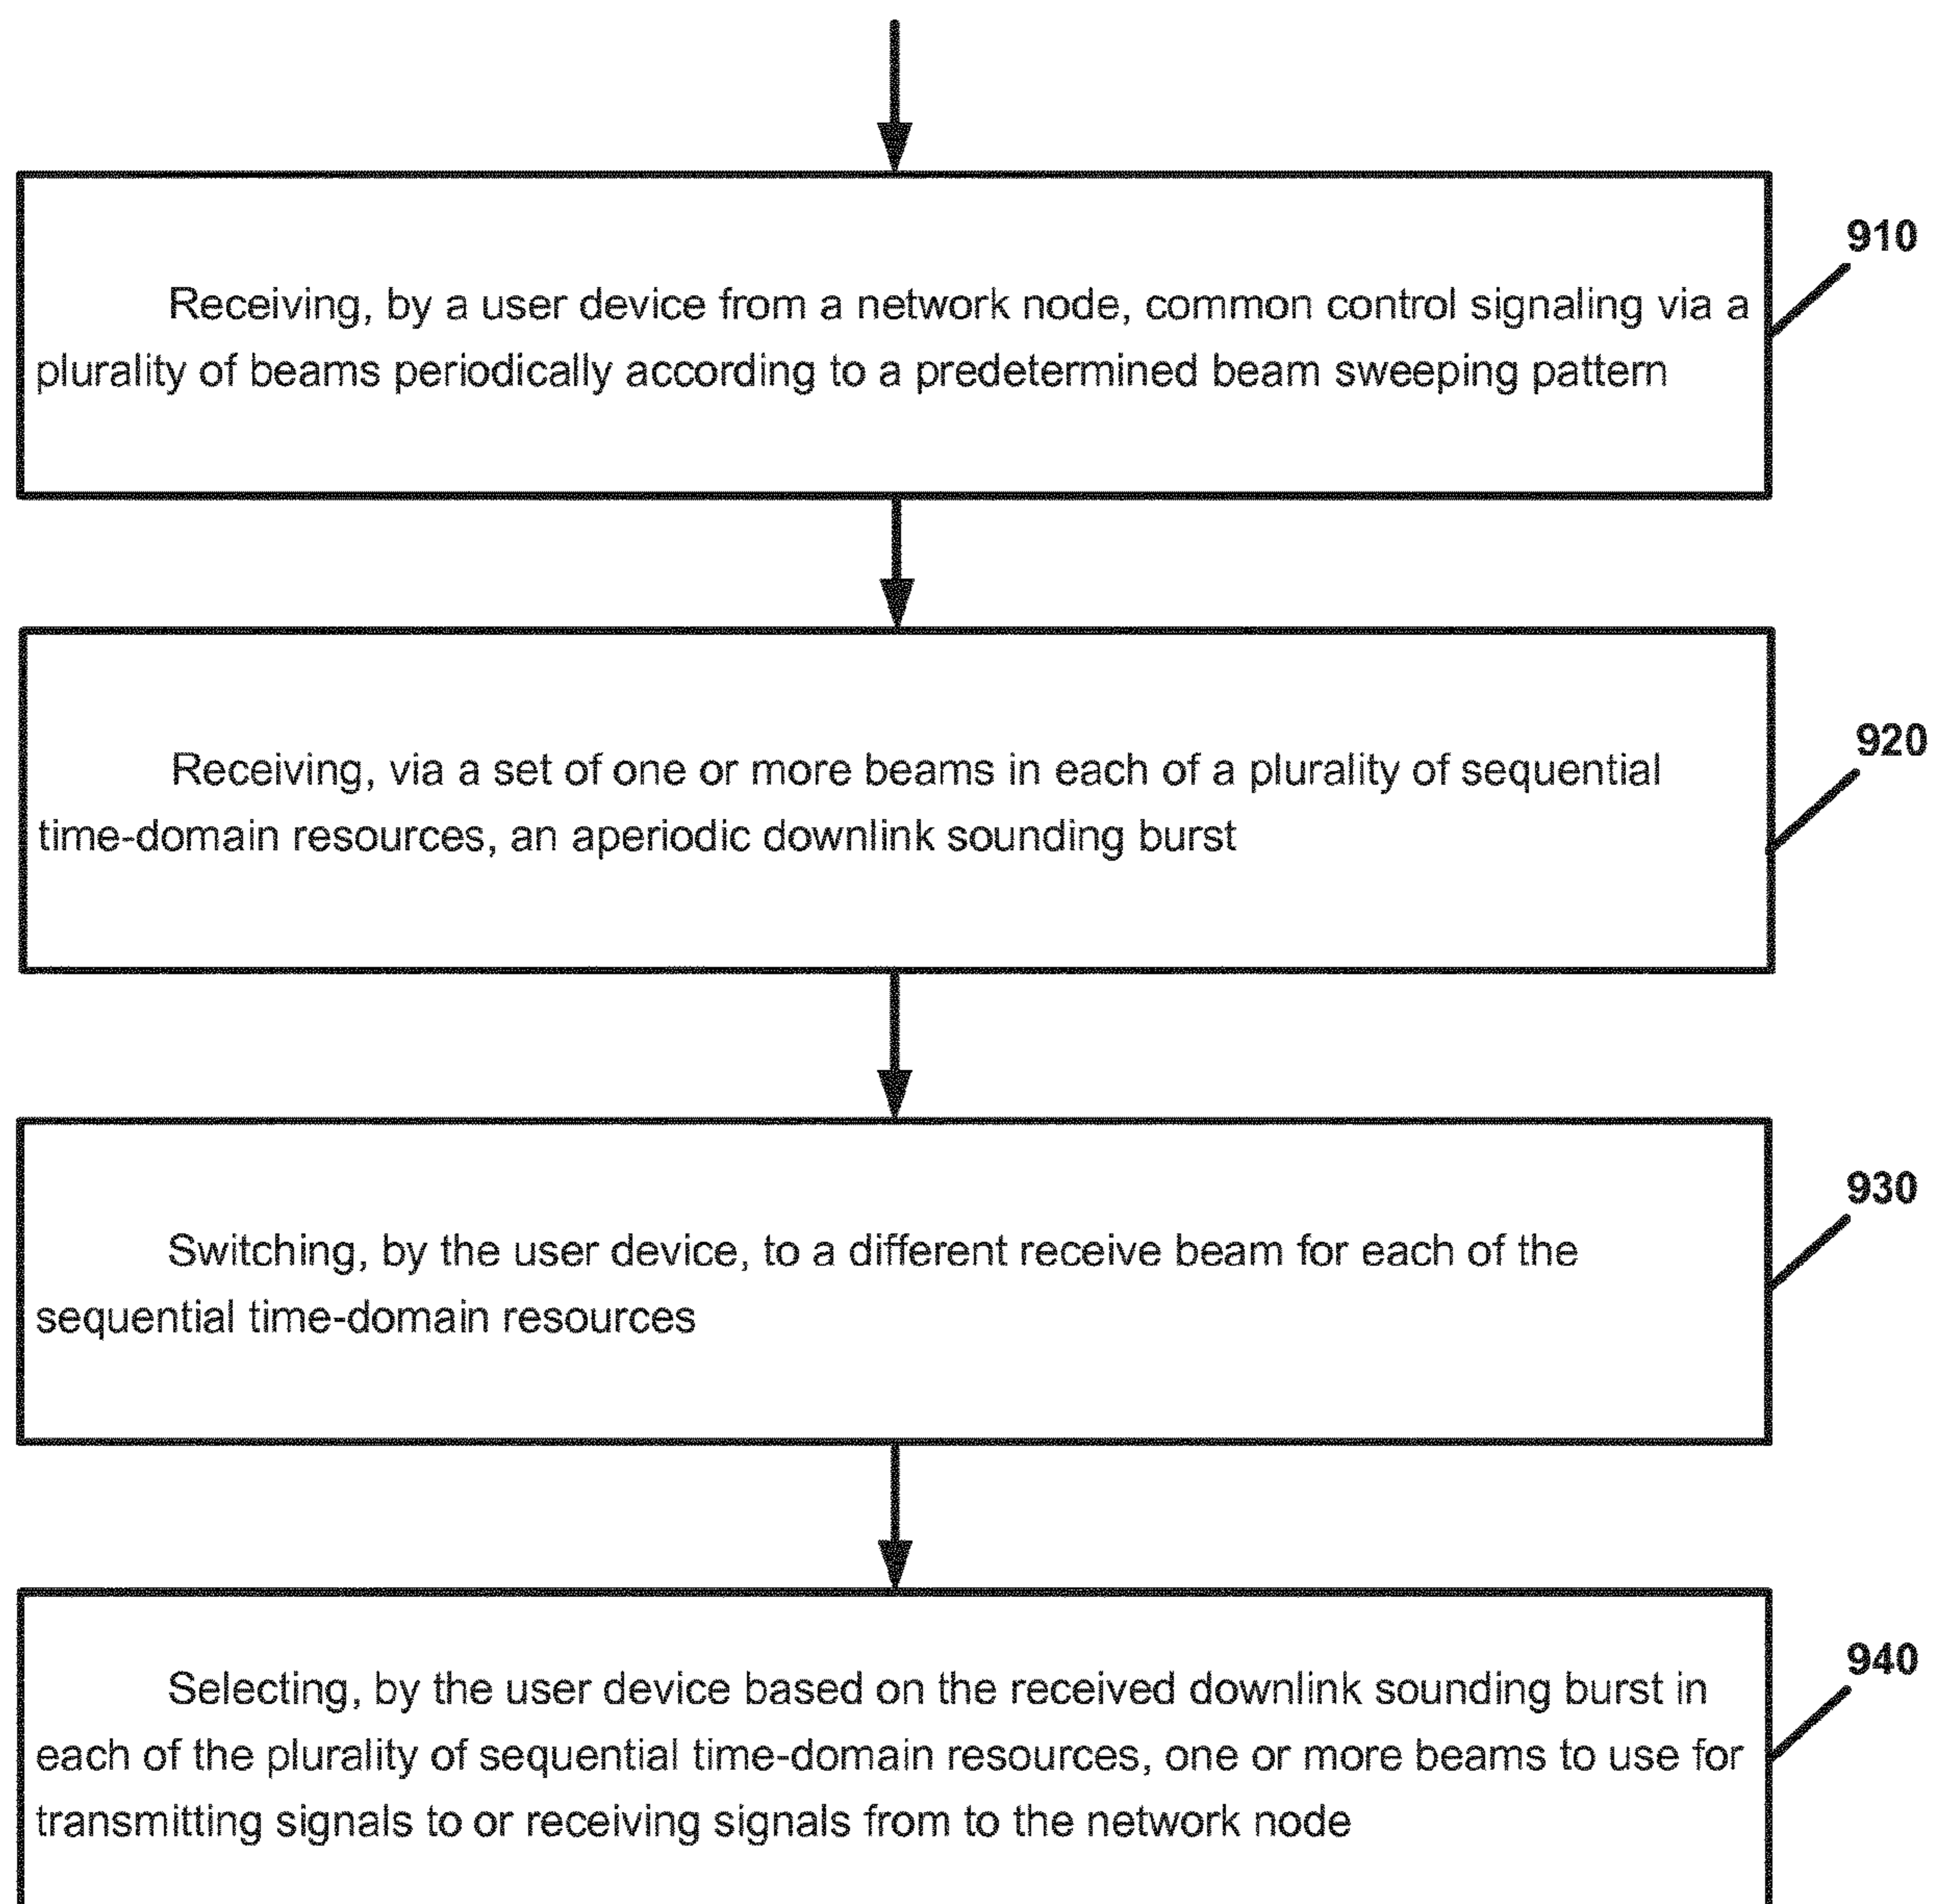 910
Receiving, by a user device from a network node, common control signaling via a
plurality of beams periodically according to a predetermined beam sweeping pattern
920
Receiving, via a set of one or more beams in each of a plurality of sequential
time-domain resources, an aperiodic downlink sounding burst
930
Switching, by the user device, to a different receive beam for each of the
sequential time-domain resources
940
Selecting, by the user device based on the received downlink sounding burst in
each of the plurality of sequential time-domain resources, one or more beams to use for
transmitting signals to or receiving signals from to the network node